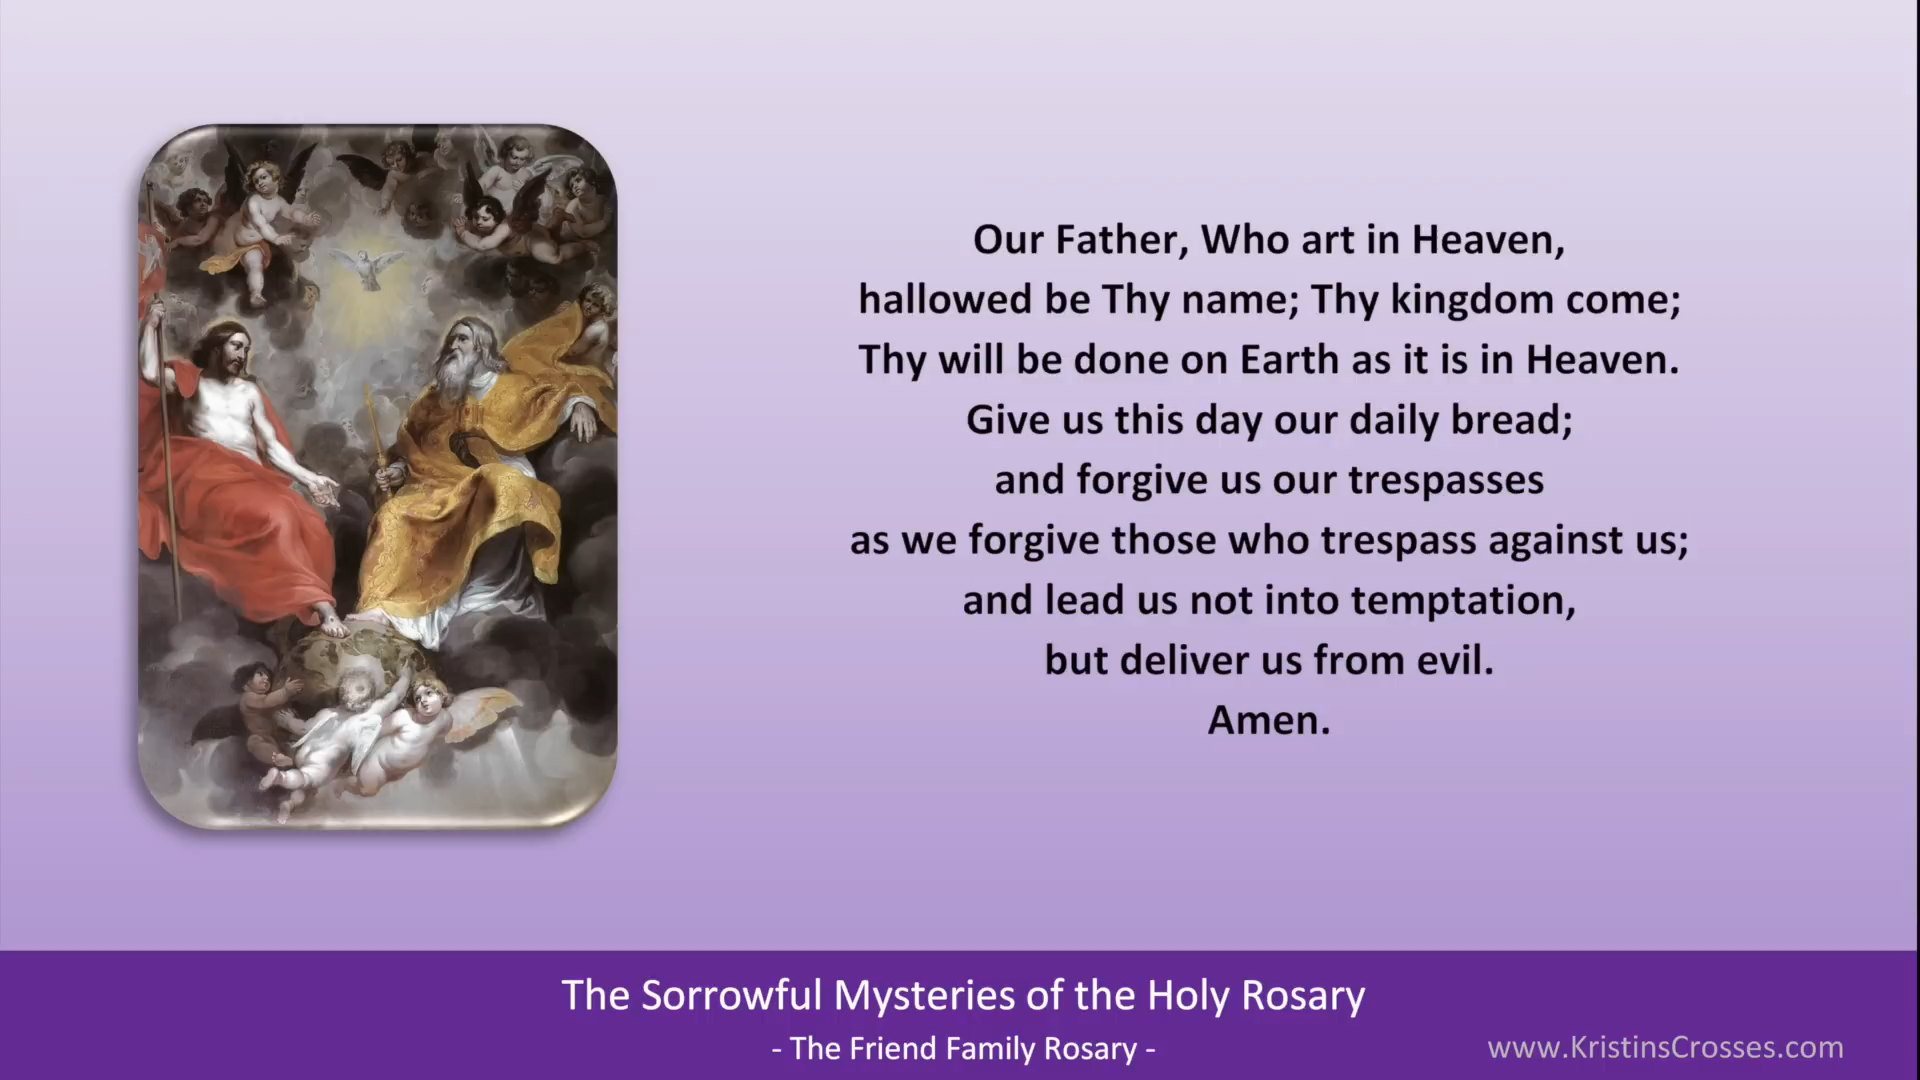 Our Father, Who art in Heaven,
hallowed be Thy name; Thy kingdom come;
Thy will be done on Earth as it is in Heaven.
Give us this day our daily bread;
and forgive us our trespasses
as we forgive those who trespass against us;
and lead us not into temptation,
but deliver us from evil.
Amen.
The Sorrowful Mysteries of the Holy Rosary
- The Friend Family Rosary -
www.KristinsCrosses.com